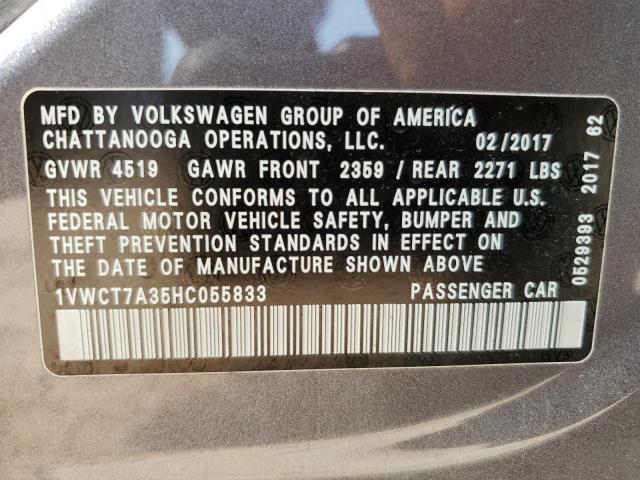 MFD BY VOLKSWAGEN GROUP OF AMERICA
CHATTANOOGA OPERATIONS, LLC. 02/2017
GVWR 4519 GAWR FRONT 2359 / REAR 2271 LBS
THIS VEHICLE CONFORMS TO ALL APPLICABLE U.S.
FEDERAL MOTOR VEHICLE SAFETY, BUMPER AND
THEFT PREVENTION STANDARDS IN EFFECT ON
THE DATE OF MANUFACTURE SHOWN ABOVE
1VWCT7A35HC055833 PASSENGER CAR
0529393 2017 62